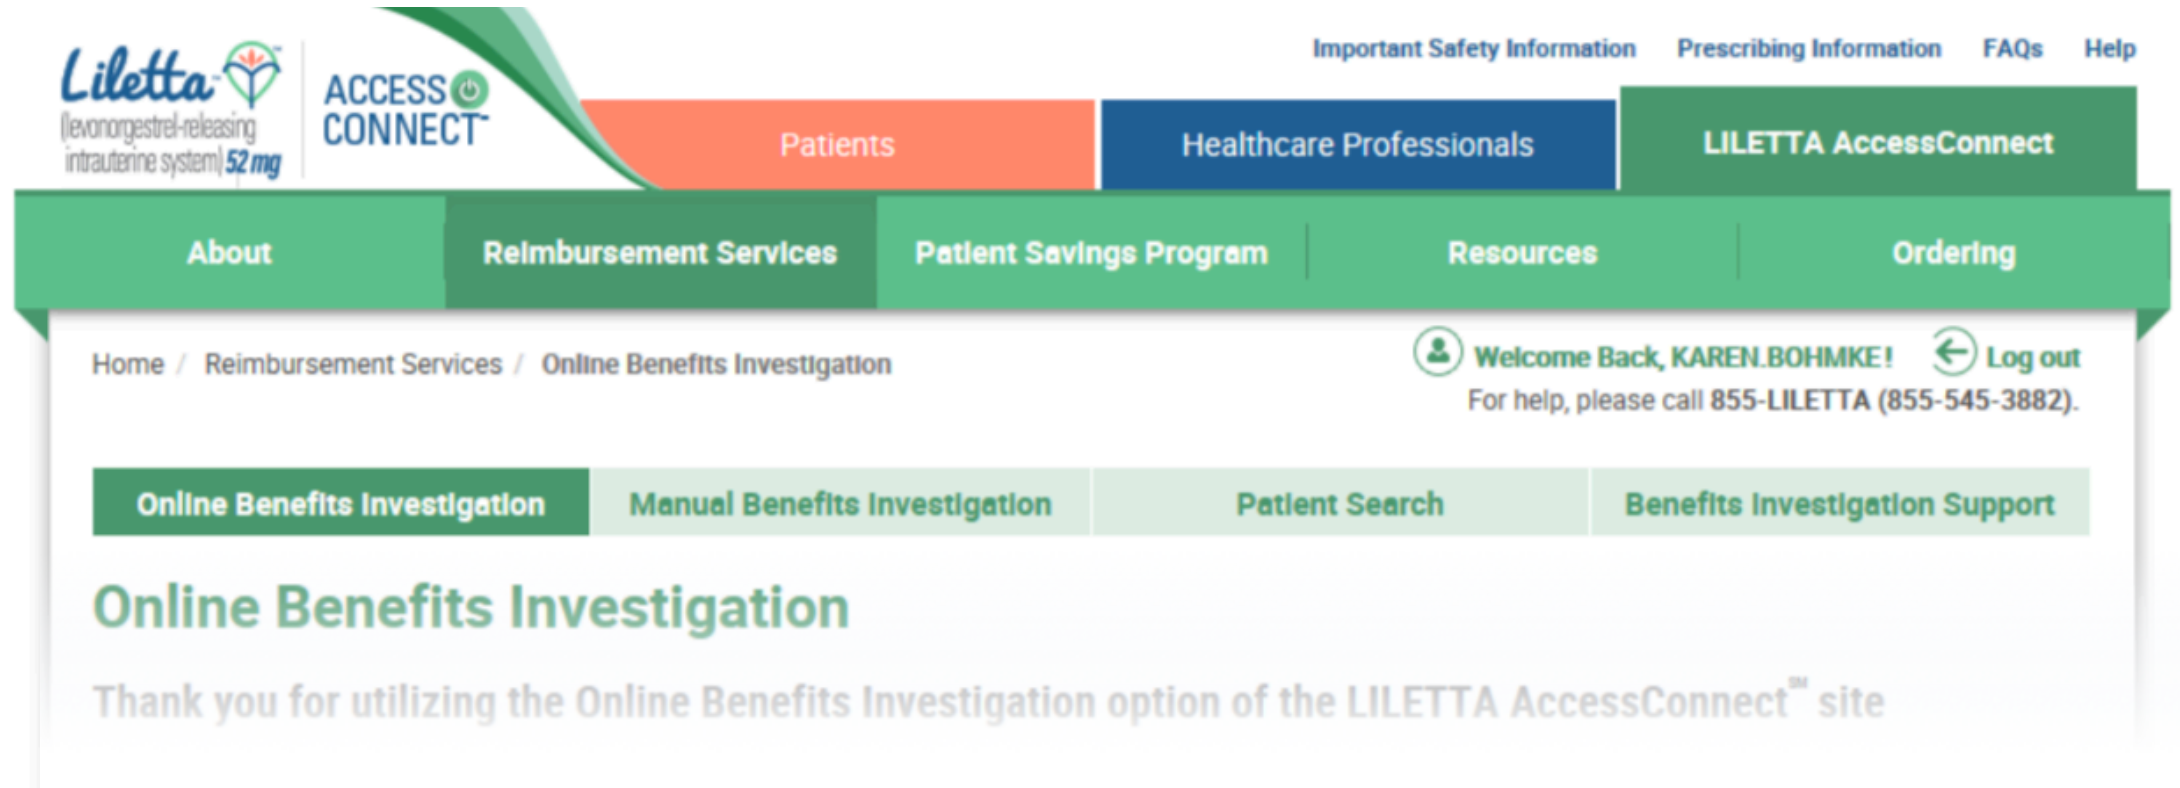 Important Safety Information Prescribing Information FAQs Help
Liletta™
(levonorgestrel-releasing
intrauterine system) 52 mg
ACCESS
CONNECT℠
Patients Healthcare Professionals LILETTA AccessConnect
About Reimbursement Services Patient Savings Program Resources Ordering
Home / Reimbursement Services / Online Benefits Investigation
Welcome Back, KAREN.BOHMKE! Log out
For help, please call 855-LILETTA (855-545-3882).
Online Benefits Investigation Manual Benefits Investigation Patient Search Benefits Investigation Support
Online Benefits Investigation
Thank you for utilizing the Online Benefits Investigation option of the LILETTA AccessConnect℠ site